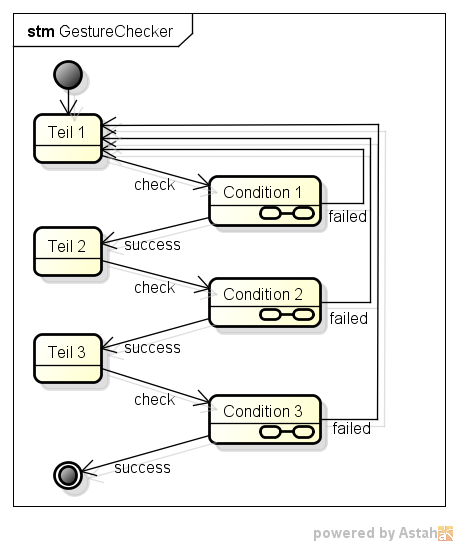 stm GestureChecker
Teil 1
check
Condition 1
failed
Teil 2
success
check
Condition 2
failed
Teil 3
success
check
Condition 3
failed
success
powered by Astah